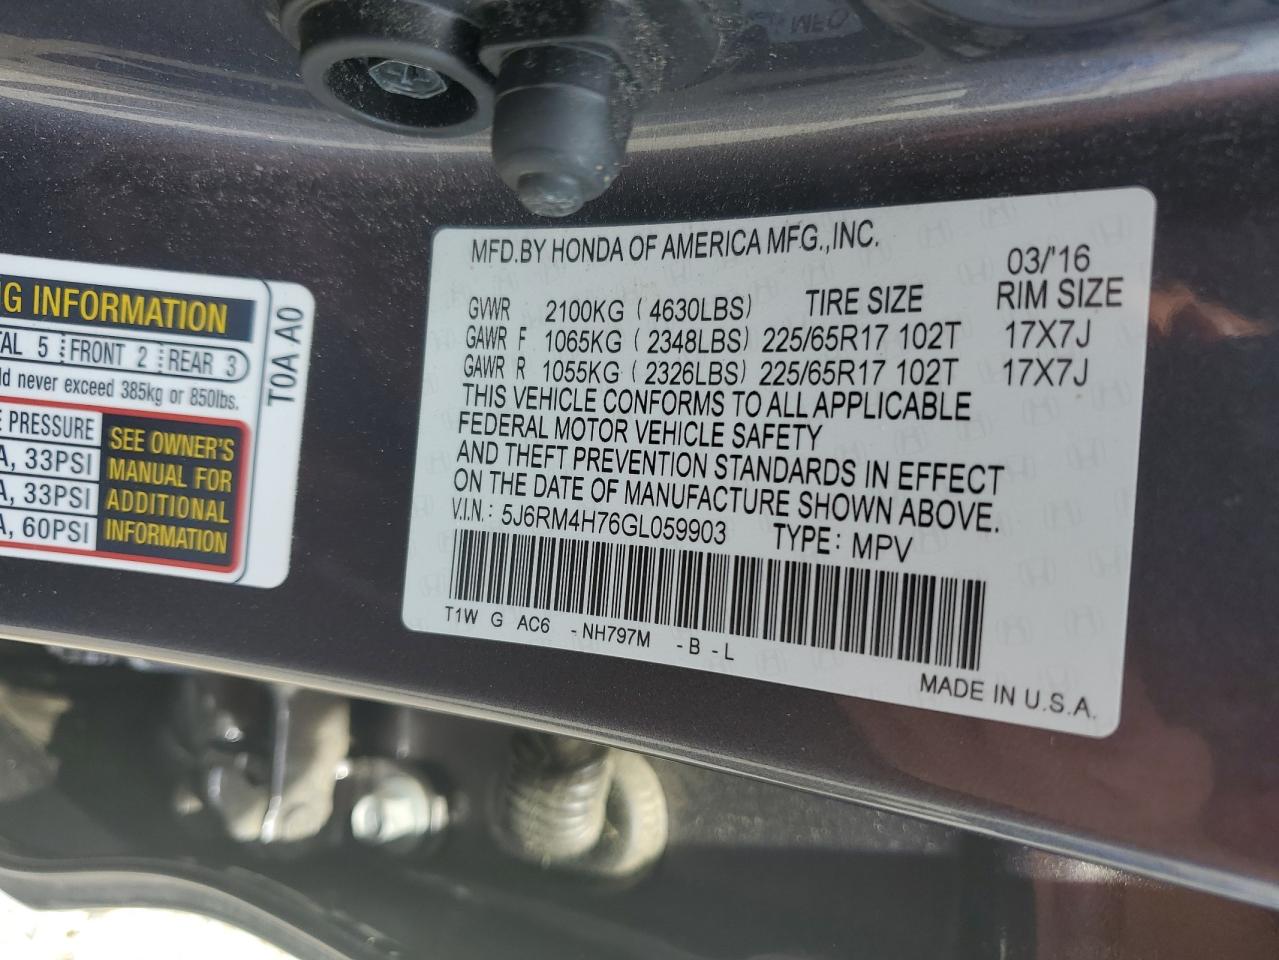 G INFORMATION
TAL 5 FRONT 2 REAR 3
ld never exceed 385kg or 850lbs.
E PRESSURE
A, 33PSI
A, 33PSI
A, 60PSI
SEE OWNER'S
MANUAL FOR
ADDITIONAL
INFORMATION
T0A A0
MFD.BY HONDA OF AMERICA MFG.,INC.
03/'16
GVWR 2100KG ( 4630LBS) TIRE SIZE RIM SIZE
GAWR F 1065KG ( 2348LBS) 225/65R17 102T 17X7J
GAWR R 1055KG ( 2326LBS) 225/65R17 102T 17X7J
THIS VEHICLE CONFORMS TO ALL APPLICABLE
FEDERAL MOTOR VEHICLE SAFETY
AND THEFT PREVENTION STANDARDS IN EFFECT
ON THE DATE OF MANUFACTURE SHOWN ABOVE.
V.I.N.: 5J6RM4H76GL059903 TYPE: MPV
T1W G AC6 -NH797M -B -L
MADE IN U.S.A.